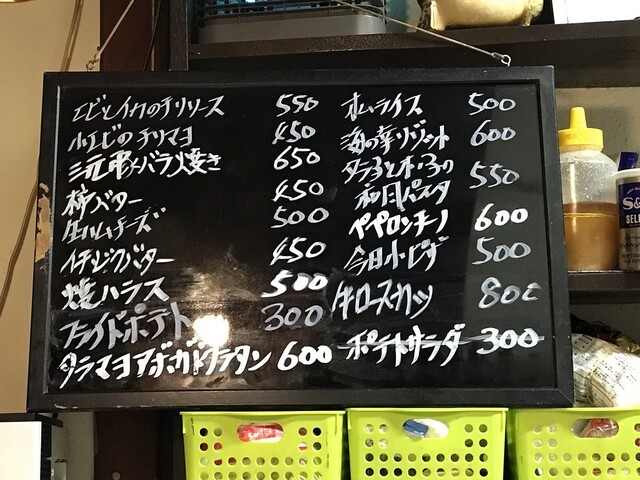 エビとイカのチリソース 550
小エビのチリマヨ 450
三元豚バラ焼き 650
柿バター 450
生ハムチーズ 500
イチジクバター 450
焼ハラス 500
フライドポテト 300
タラマヨアボカドグラタン 600
オムライス 500
海の幸リゾット 600
タラ子ときの子の
和風パスタ 550
ペペロンチーノ 600
今日のピザ 500
牛ロースカツ 800
ポテトサラダ 300
S&
SEL